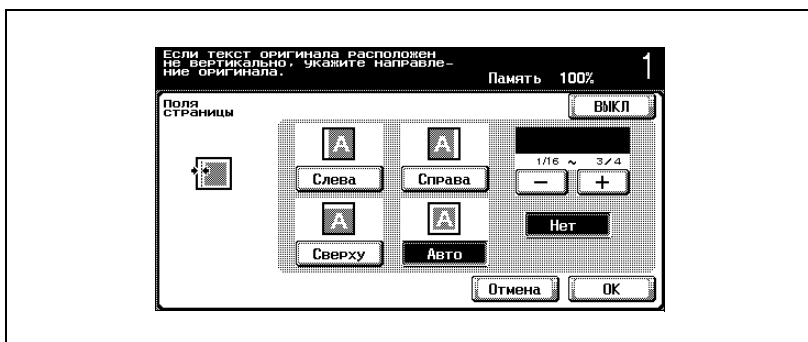 Если текст оригинала расположен
не вертикально, укажите направле-
ние оригинала.
Память 100% 1
Поля
страницы
ВЫКЛ
A A
1/16 ~ 3/4
Слева Справа − +
A A
Нет
Сверху Авто
Отмена OK